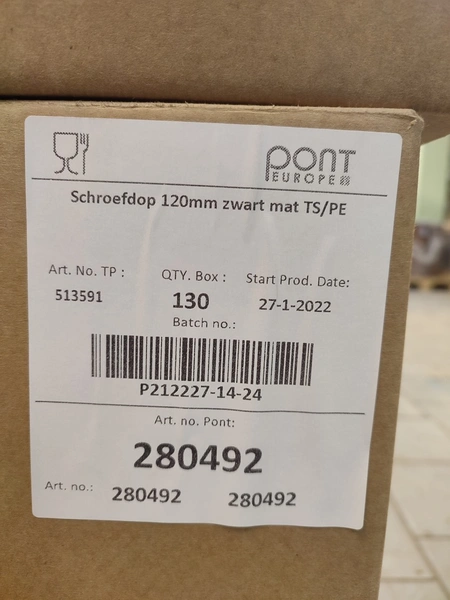 pont
EUROPE
Schroefdop 120mm zwart mat TS/PE
Art. No. TP : QTY. Box : Start Prod. Date:
513591 130 27-1-2022
Batch no.:
P212227-14-24
Art. no. Pont:
280492
Art. no.: 280492 280492